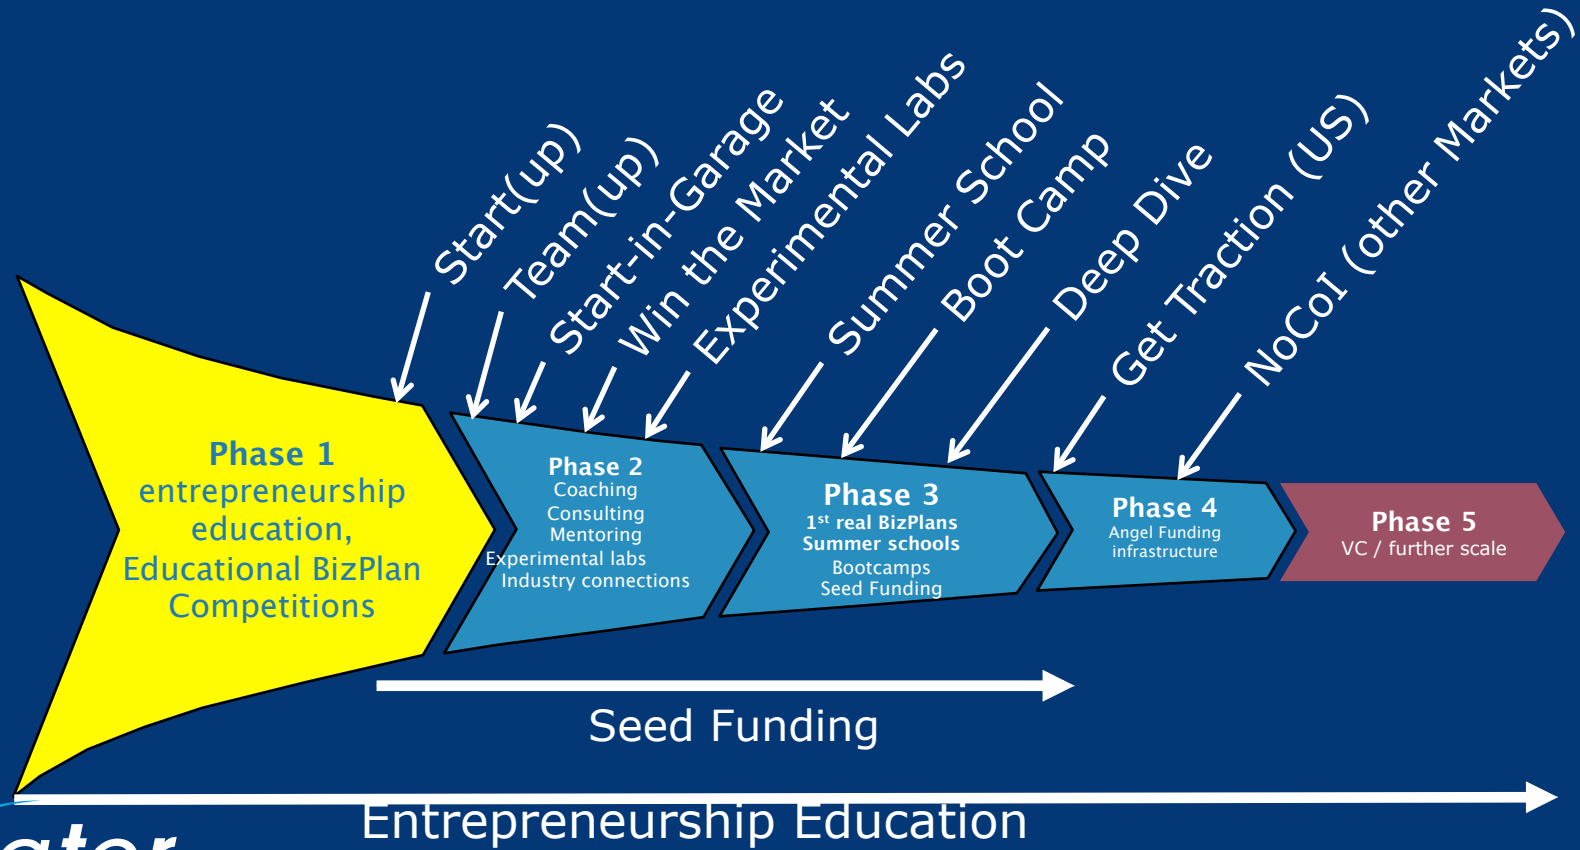 Start(up)
Team(up)
Start-in-Garage
Win the Market
Experimental Labs
Summer School
Boot Camp
Deep Dive
Get Traction (US)
NoCoI (other Markets)
Phase 1
entrepreneurship
education,
Educational BizPlan
Competitions
Phase 2
Coaching
Consulting
Mentoring
Experimental labs
Industry connections
Phase 3
1st real BizPlans
Summer schools
Bootcamps
Seed Funding
Phase 4
Angel Funding
infrastructure
Phase 5
VC / further scale
Seed Funding
Entrepreneurship Education